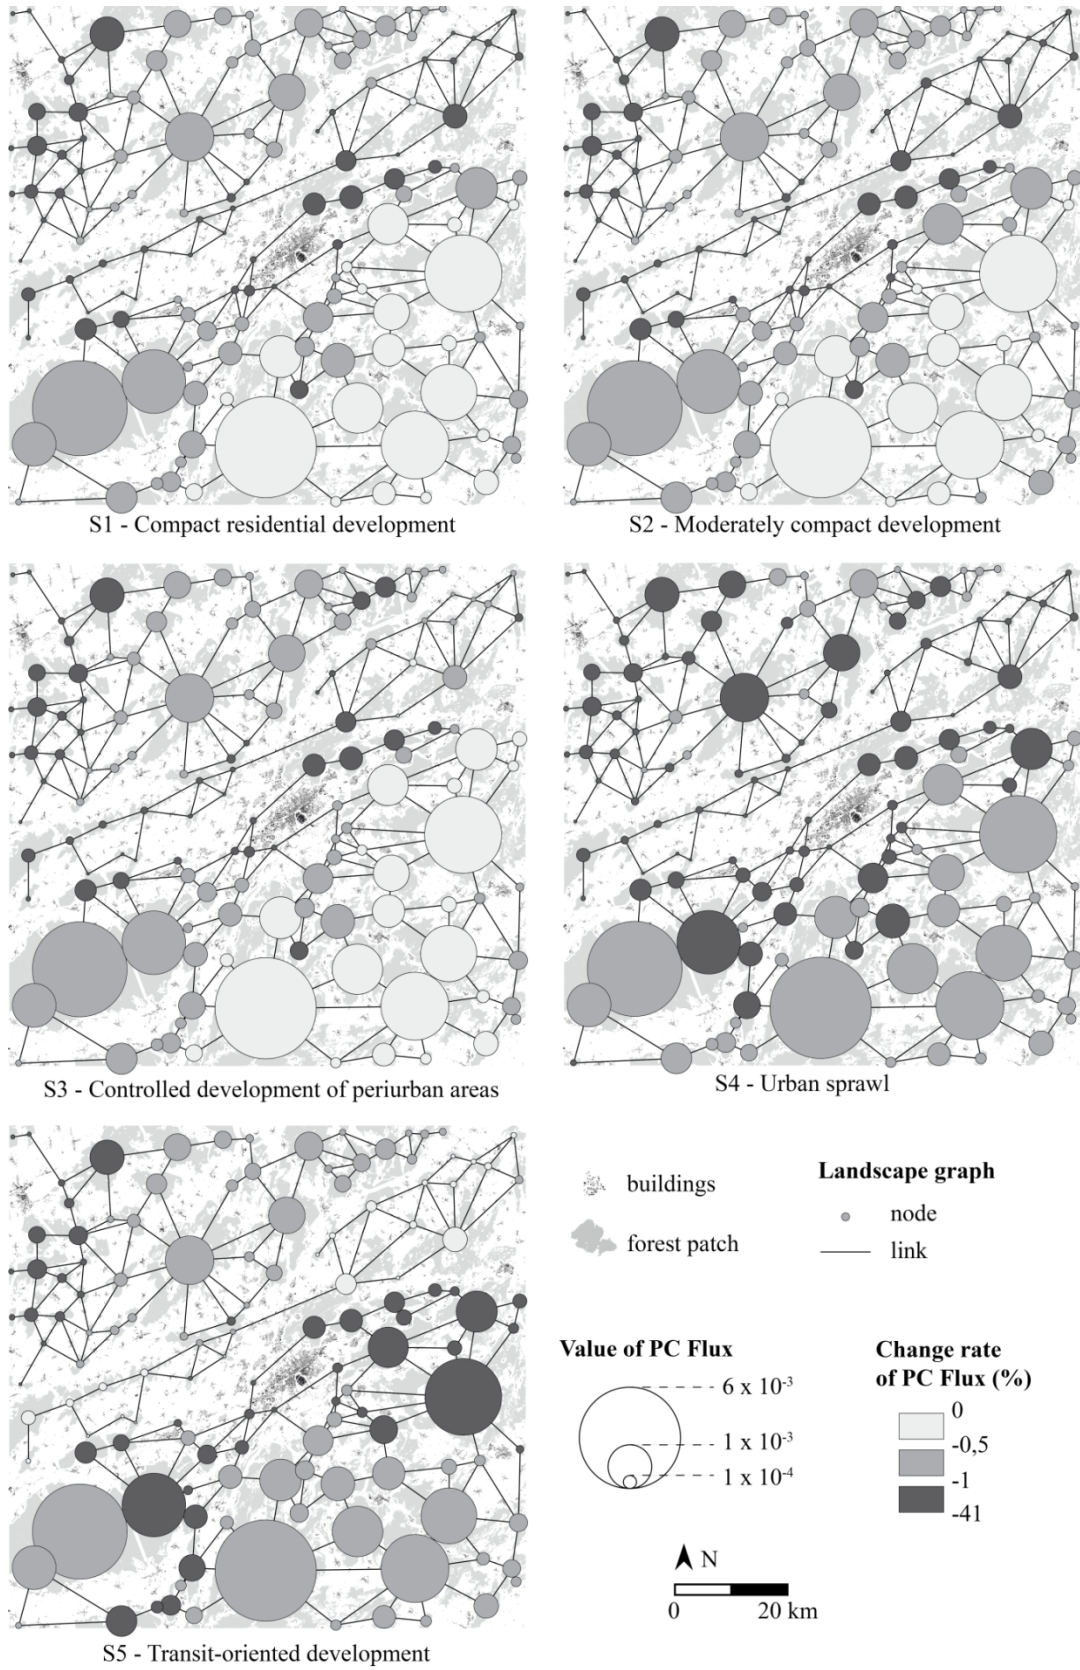 S1 - Compact residential development
S2 - Moderately compact development
S3 - Controlled development of periurban areas
S4 - Urban sprawl
S5 - Transit-oriented development
buildings
forest patch
Landscape graph
node
link
Value of PC Flux
6 x 10⁻³
1 x 10⁻³
1 x 10⁻⁴
Change rate
of PC Flux (%)
0
-0,5
-1
-41
N
0 20 km